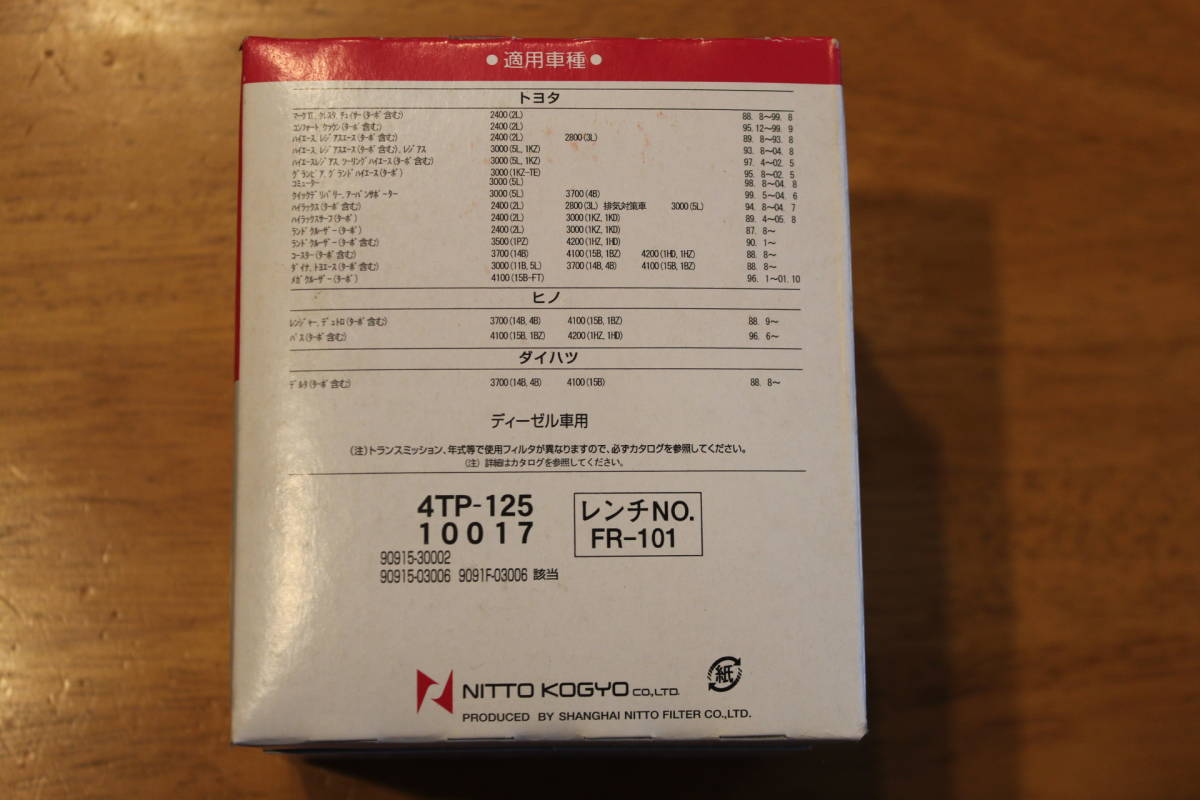 ●適用車種●
トヨタ
マークⅡ、クレスタ、チェイサー(ターボ含む) 2400(2L) 88. 8〜99. 8
コンフォート クラウン(ターボ含む) 2400(2L) 95. 12〜99. 9
ハイエース、レジアスエース(ターボ含む) 2400(2L) 2800(3L) 89. 8〜93. 8
ハイエース、レジアスエース(ターボ含む)、レジアス 3000(5L, 1KZ) 93. 8〜04. 8
ハイエースレジアス、ツーリングハイエース(ターボ含む) 3000(5L, 1KZ) 97. 4〜02. 5
グランビア、グランドハイエース(ターボ) 3000(1KZ-TE) 95. 8〜02. 5
コミューター 3000(5L) 98. 8〜04. 8
クイックデリバリー、アーバンサポーター 3000(5L) 3700(4B) 99. 5〜04. 6
ハイラックス(ターボ含む) 2400(2L) 2800(3L) 排気対策車 3000(5L) 94. 8〜04. 7
ハイラックスサーフ(ターボ) 2400(2L) 3000(1KZ, 1KD) 89. 4〜05. 8
ランドクルーザー(ターボ) 2400(2L) 3000(1KZ, 1KD) 87. 8〜
ランドクルーザー(ターボ含む) 3500(1PZ) 4200(1HZ, 1HD) 90. 1〜
コースター(ターボ含む) 3700(14B) 4100(15B, 1BZ) 4200(1HD, 1HZ) 88. 8〜
ダイナ、トヨエース(ターボ含む) 3000(11B, 5L) 3700(14B, 4B) 4100(15B, 1BZ) 88. 8〜
メガクルーザー(ターボ) 4100(15B-FT) 96. 1〜01. 10
ヒノ
レンジャー、デュトロ(ターボ含む) 3700(14B, 4B) 4100(15B, 1BZ) 88. 9〜
バス(ターボ含む) 4100(15B, 1BZ) 4200(1HZ, 1HD) 96. 6〜
ダイハツ
デルタ(ターボ含む) 3700(14B, 4B) 4100(15B) 88. 8〜
ディーゼル車用
(注)トランスミッション、年式等で使用フィルタが異なりますので、必ずカタログを参照してください。
(注) 詳細はカタログを参照してください。
4TP-125
10017
レンチNO.
FR-101
90915-30002
90915-03006 9091F-03006 該当
紙
NITTO KOGYO CO.,LTD.
PRODUCED BY SHANGHAI NITTO FILTER CO.,LTD.